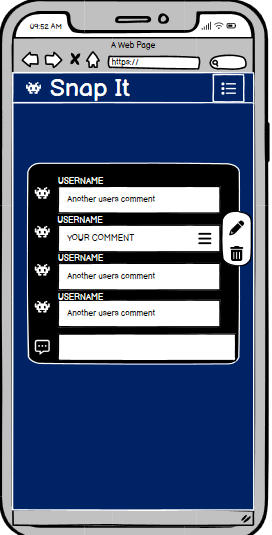 09:52 AM
A Web Page
https://
Snap It
USERNAME
Another users comment
USERNAME
YOUR COMMENT
USERNAME
Another users comment
USERNAME
Another users comment